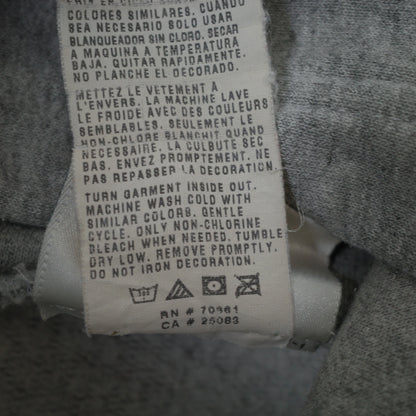 COLORES SIMILARES. CUANDO
SEA NECESARIO SOLO USAR
BLANQUEADOR SIN CLORO. SECAR
A MAQUINA A TEMPERATURA
BAJA. QUITAR RAPIDAMENTE.
NO PLANCHE EL DECORADO.
METTEZ LE VETEMENT A
L'ENVERS. LA MACHINE LAVE
LE FROIDE AVEC DES COULEURS
SEMBLABLES. SEULEMENT LE
NON-CHLORE BLANCHIT QUAND
NECESSAIRE. LA CULBUTE SEC
BAS. ENVEZ PROMPTEMENT. NE
PAS REPASSER LA DECORATION.
TURN GARMENT INSIDE OUT.
MACHINE WASH COLD WITH
SIMILAR COLORS. GENTLE
CYCLE. ONLY NON-CHLORINE
BLEACH WHEN NEEDED. TUMBLE
DRY LOW. REMOVE PROMPTLY.
DO NOT IRON DECORATION.
RN # 70361
CA # 25083